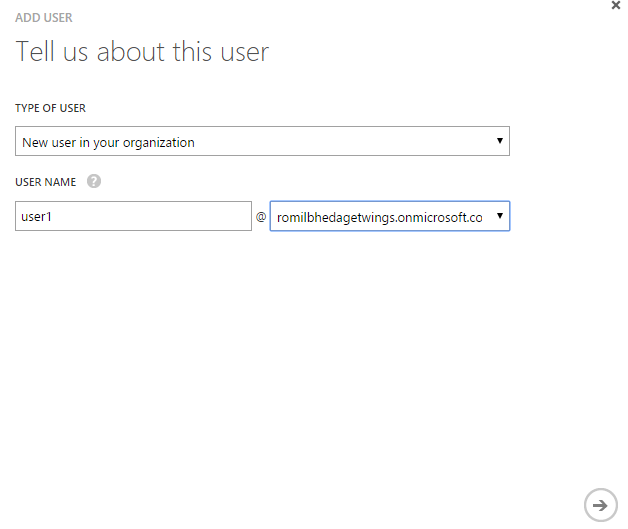 ADD USER
Tell us about this user
TYPE OF USER
New user in your organization
USER NAME ?
user1 @ romilbhedagetwings.onmicrosoft.co